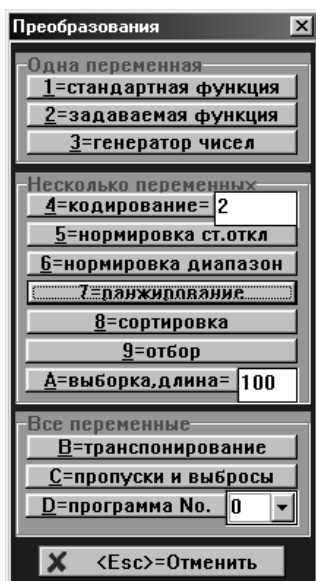 Преобразования
Одна переменная
1=стандартная функция
2=задаваемая функция
3=генератор чисел
Несколько переменных
4=кодирование= 2
5=нормировка ст.откл
6=нормировка диапазон
7=ранжирование
8=сортировка
9=отбор
A=выборка,длина= 100
Все переменные
B=транспонирование
C=пропуски и выбросы
D=программа No. 0
<Esc>=Отменить